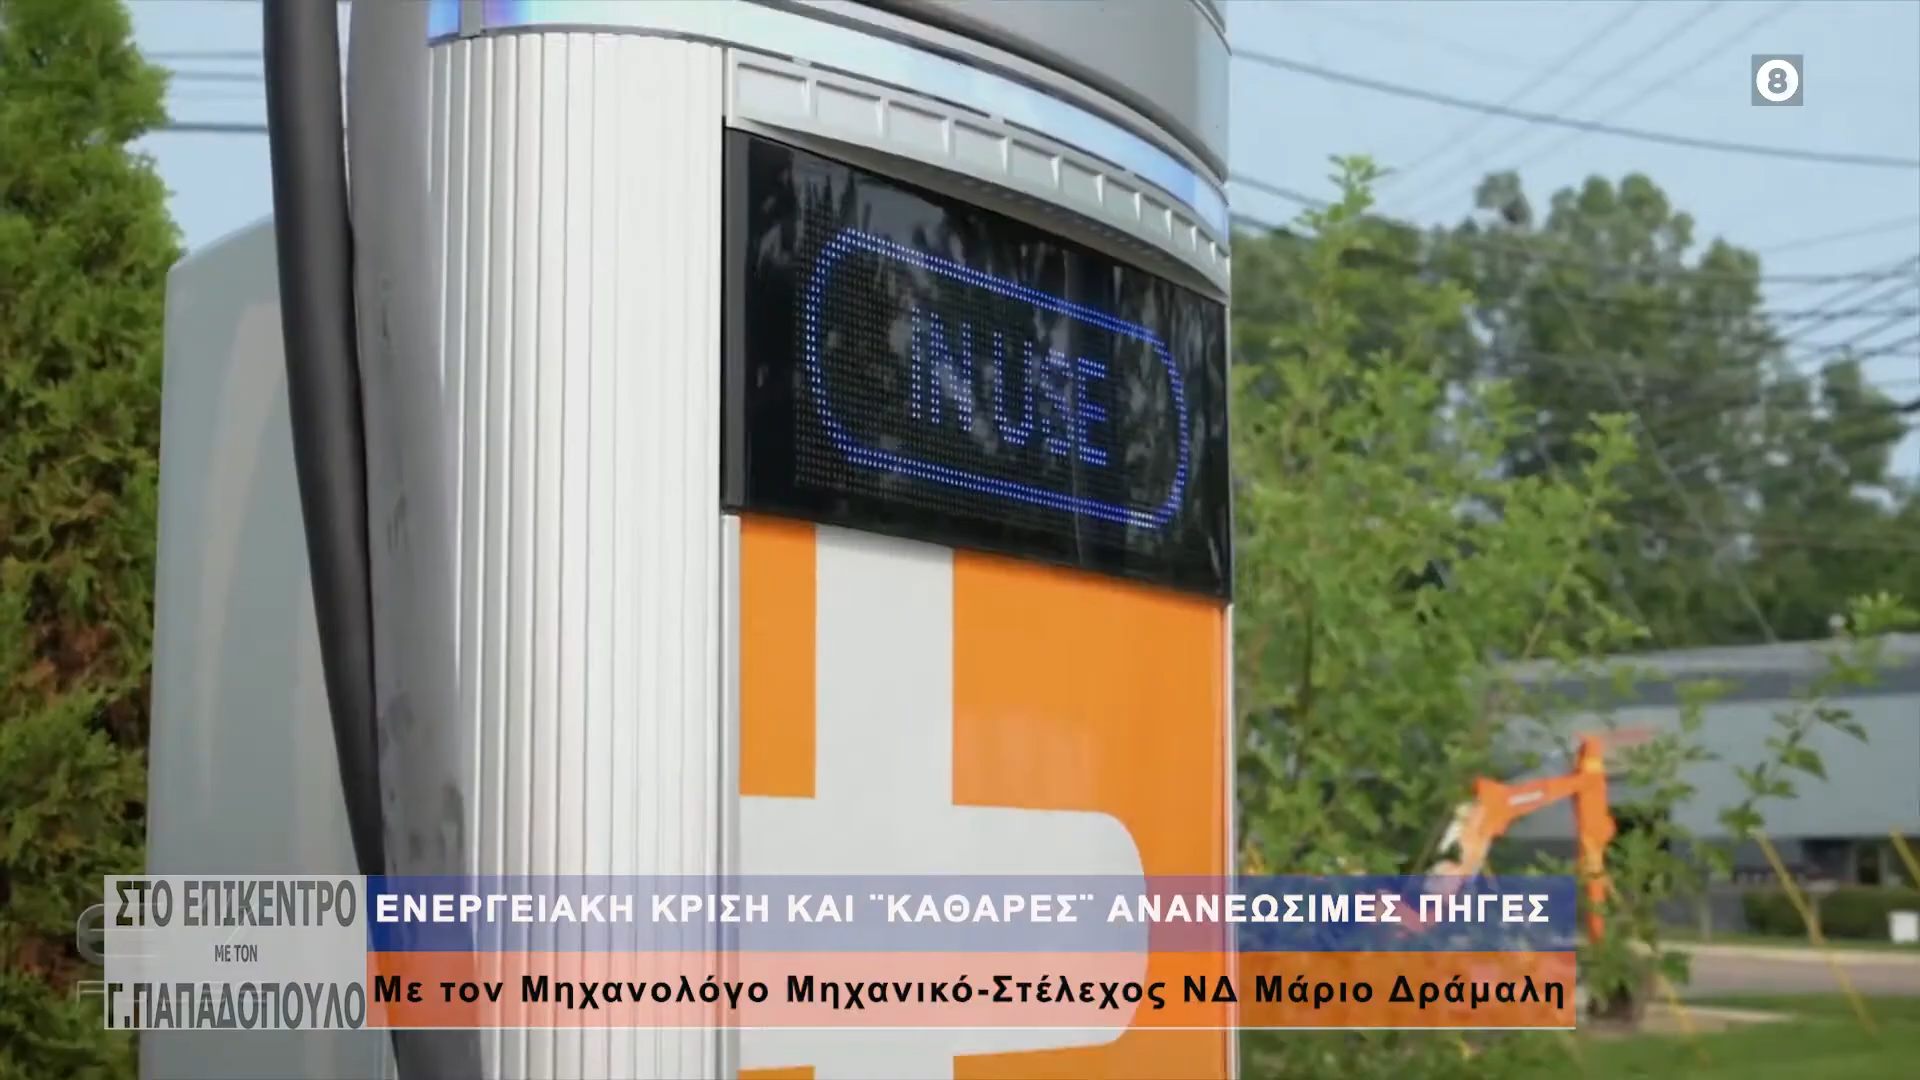 8
IN USE
ΣΤΟ ΕΠΙΚΕΝΤΡΟ
ΜΕ ΤΟΝ
Γ.ΠΑΠΑΔΟΠΟΥΛΟ
ΕΝΕΡΓΕΙΑΚΗ ΚΡΙΣΗ ΚΑΙ ¨ΚΑΘΑΡΕΣ¨ ΑΝΑΝΕΩΣΙΜΕΣ ΠΗΓΕΣ
Με τον Μηχανολόγο Μηχανικό-Στέλεχος ΝΔ Μάριο Δράμαλη